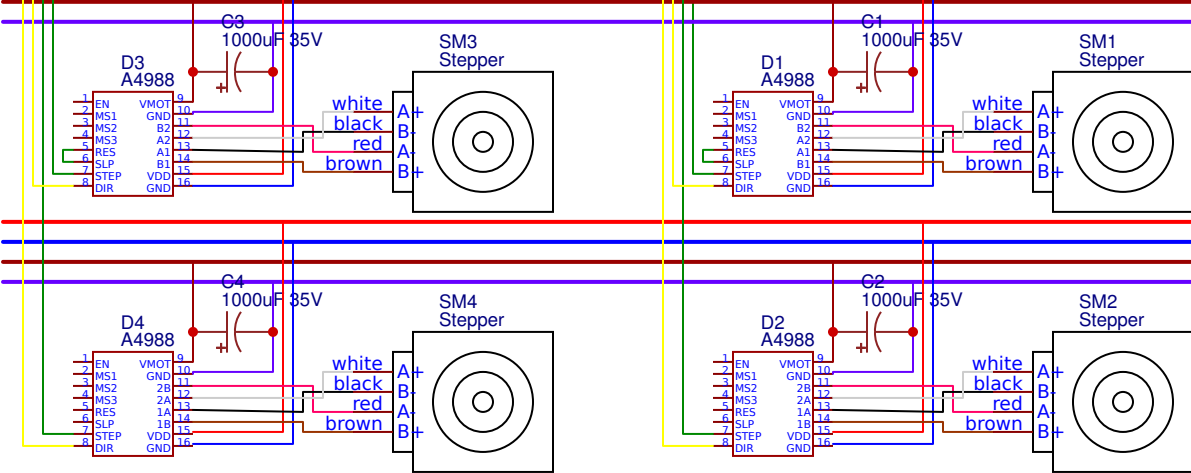 C3
1000uF 35V
D3
A4988
1 EN VMOT 9
2 MS1 GND 10
3 MS2 B2 11
4 MS3 A2 12
5 RES A1 13
6 SLP B1 14
7 STEP VDD 15
8 DIR GND 16
SM3
Stepper
white A+
black B-
red A-
brown B+
C1
1000uF 35V
D1
A4988
1 EN VMOT 9
2 MS1 GND 10
3 MS2 B2 11
4 MS3 A2 12
5 RES A1 13
6 SLP B1 14
7 STEP VDD 15
8 DIR GND 16
SM1
Stepper
white A+
black B-
red A-
brown B+
C4
1000uF 35V
D4
A4988
1 EN VMOT 9
2 MS1 GND 10
3 MS2 2B 11
4 MS3 2A 12
5 RES 1A 13
6 SLP 1B 14
7 STEP VDD 15
8 DIR GND 16
SM4
Stepper
white A+
black B-
red A-
brown B+
C2
1000uF 35V
D2
A4988
1 EN VMOT 9
2 MS1 GND 10
3 MS2 2B 11
4 MS3 2A 12
5 RES 1A 13
6 SLP 1B 14
7 STEP VDD 15
8 DIR GND 16
SM2
Stepper
white A+
black B-
red A-
brown B+